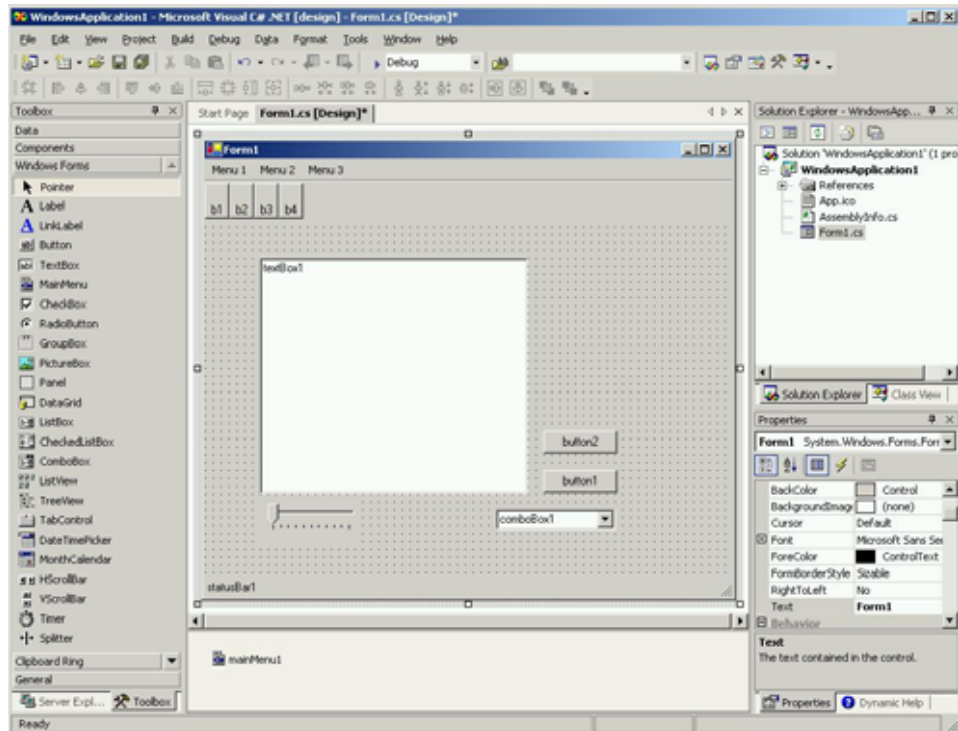 WindowsApplication1 - Microsoft Visual C# .NET [design] - Form1.cs [Design]*
File Edit View Project Build Debug Data Format Tools Window Help
Debug
Toolbox
Data
Components
Windows Forms
Pointer
Label
LinkLabel
Button
TextBox
MainMenu
CheckBox
RadioButton
GroupBox
PictureBox
Panel
DataGrid
ListBox
CheckedListBox
ComboBox
ListView
TreeView
TabControl
DateTimePicker
MonthCalendar
HScrollBar
VScrollBar
Timer
Splitter
Clipboard Ring
General
Server Expl... Toolbox
Start Page Form1.cs [Design]*
Form1
Menu 1 Menu 2 Menu 3
b1 b2 b3 b4
textBox1
button2
button1
comboBox1
statusBar1
mainMenu1
Solution Explorer - WindowsApp...
Solution 'WindowsApplication1' (1 pro
WindowsApplication1
References
App.ico
AssemblyInfo.cs
Form1.cs
Solution Explorer Class View
Properties
Form1 System.Windows.Forms.Forr
BackColor Control
BackgroundImag (none)
Cursor Default
Font Microsoft Sans Ser
ForeColor ControlText
FormBorderStyle Sizable
RightToLeft No
Text Form1
Behavior
Text
The text contained in the control.
Properties Dynamic Help
Ready